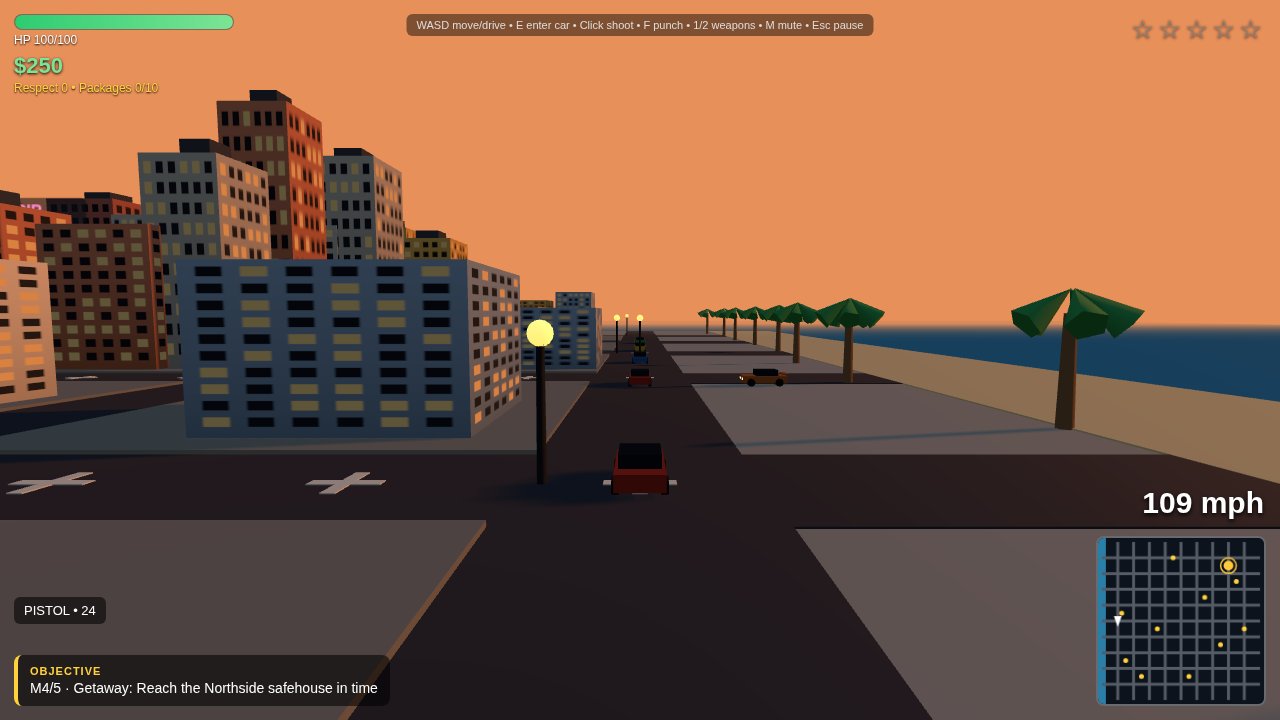 WASD move/drive • E enter car • Click shoot • F punch • 1/2 weapons • M mute • Esc pause
HP 100/100
$250
Respect 0 • Packages 0/10
109 mph
PISTOL • 24
OBJECTIVE
M4/5 · Getaway: Reach the Northside safehouse in time